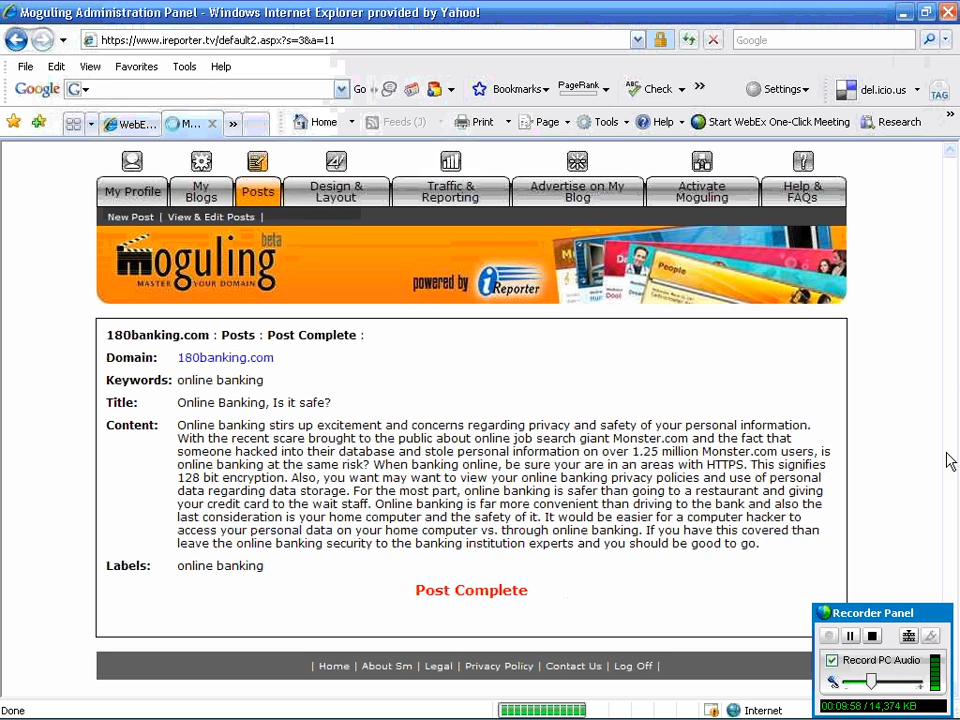 Moguling Administration Panel - Windows Internet Explorer provided by Yahoo!
https://www.ireporter.tv/default2.aspx?s=3&a=11
Google
File Edit View Favorites Tools Help
Google G Go Bookmarks PageRank Check » Settings del.icio.us TAG
WebE... M... » Home Feeds (J) Print Page Tools Help Start WebEx One-Click Meeting Research »
My Profile
My Blogs
Posts
Design & Layout
Traffic & Reporting
Advertise on My Blog
Activate Moguling
Help & FAQs
New Post | View & Edit Posts |
moguling beta
MASTER YOUR DOMAIN
powered by iReporter
People
180banking.com : Posts : Post Complete :
Domain: 180banking.com
Keywords: online banking
Title: Online Banking, Is it safe?
Content: Online banking stirs up excitement and concerns regarding privacy and safety of your personal information.
With the recent scare brought to the public about online job search giant Monster.com and the fact that
someone hacked into their database and stole personal information on over 1.25 million Monster.com users, is
online banking at the same risk? When banking online, be sure your are in an areas with HTTPS. This signifies
128 bit encryption. Also, you want may want to view your online banking privacy policies and use of personal
data regarding data storage. For the most part, online banking is safer than going to a restaurant and giving
your credit card to the wait staff. Online banking is far more convenient than driving to the bank and also the
last consideration is your home computer and the safety of it. It would be easier for a computer hacker to
access your personal data on your home computer vs. through online banking. If you have this covered than
leave the online banking security to the banking institution experts and you should be good to go.
Labels: online banking
Post Complete
| Home | About Sm | Legal | Privacy Policy | Contact Us | Log Off |
Recorder Panel
Record PC Audio
00:09:58 / 14,374 KB
Done Internet